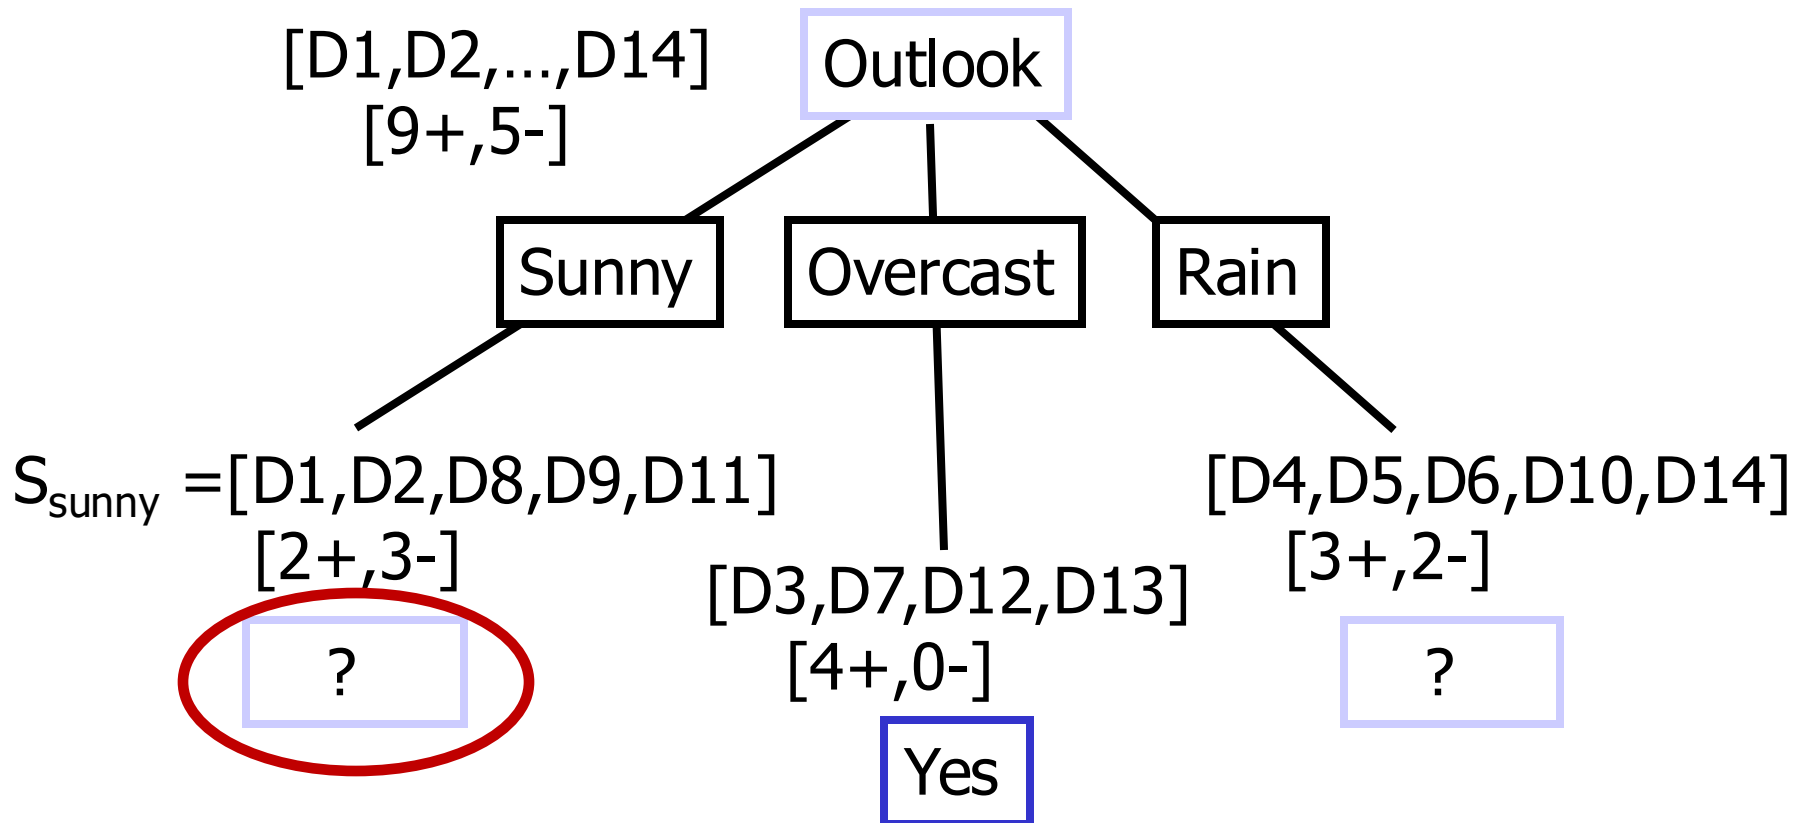 [D1,D2,…,D14]
Outlook
[9+,5-]
Sunny
Overcast
Rain
Ssunny =[D1,D2,D8,D9,D11]
[D4,D5,D6,D10,D14]
[2+,3-]
[3+,2-]
[D3,D7,D12,D13]
[4+,0-]
?
?
Yes